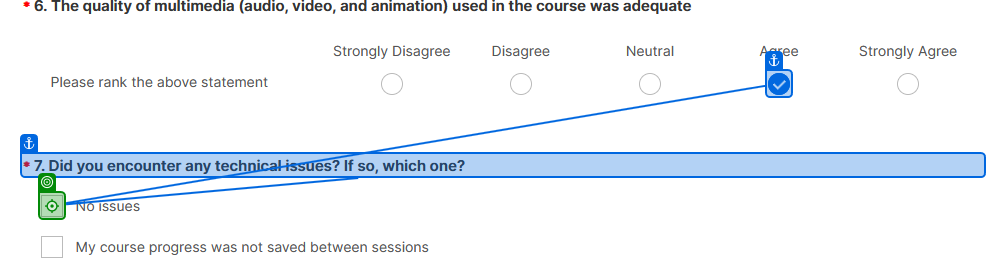 * 6. The quality of multimedia (audio, video, and animation) used in the course was adequate
Strongly Disagree Disagree Neutral Agree Strongly Agree
Please rank the above statement
* 7. Did you encounter any technical issues? If so, which one?
No issues
My course progress was not saved between sessions